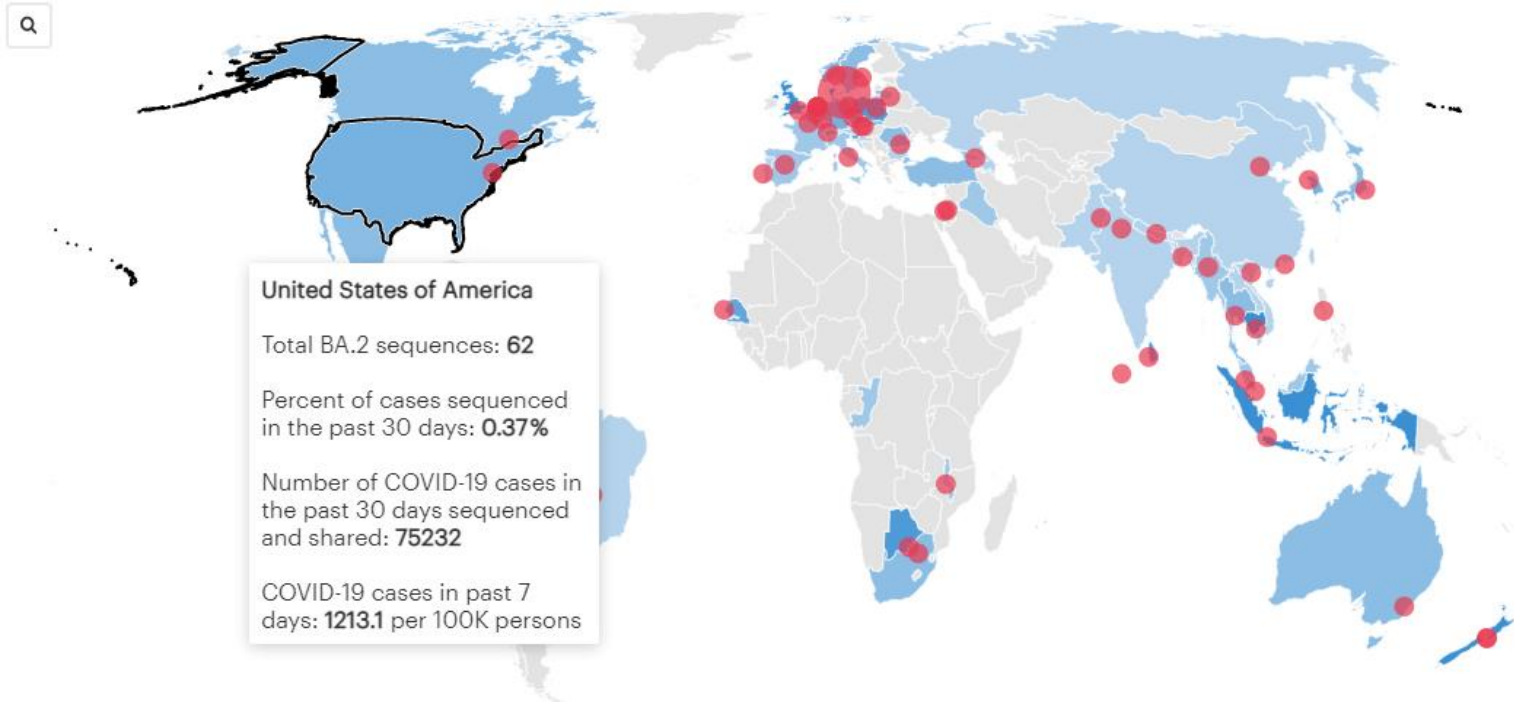 United States of America
Total BA.2 sequences: 62
Percent of cases sequenced
in the past 30 days: 0.37%
Number of COVID-19 cases in
the past 30 days sequenced
and shared: 75232
COVID-19 cases in past 7
days: 1213.1 per 100K persons